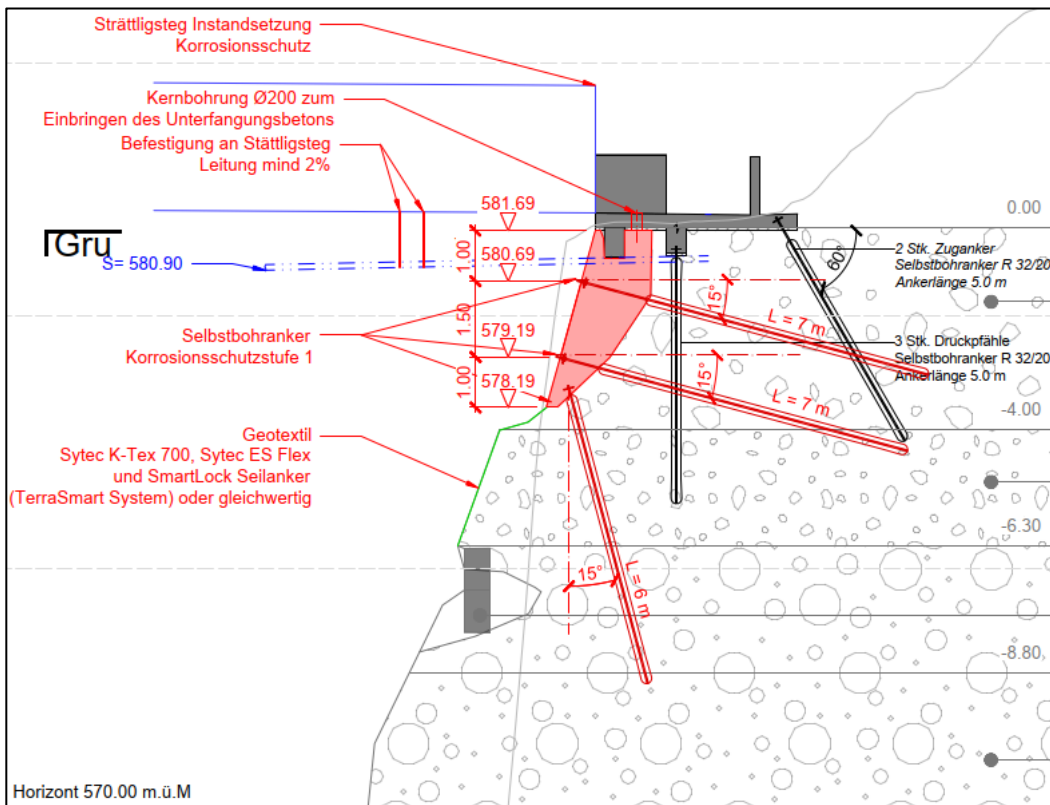 Strättligsteg Instandsetzung
Korrosionsschutz
Kernbohrung Ø200 zum
Einbringen des Unterfangungsbetons
Befestigung an Stättligsteg
Leitung mind 2%
581.69
0.00
Gru
S= 580.90
1.00
580.69
60°
2 Stk. Zuganker
Selbstbohranker R 32/20
Ankerlänge 5.0 m
15°
L = 7 m
1.50
Selbstbohranker
Korrosionsschutzstufe 1
579.19
3 Stk. Druckpfähle
Selbstbohranker R 32/20
Ankerlänge 5.0 m
15°
L = 7 m
1.00
578.19
-4.00
Geotextil
Sytec K-Tex 700, Sytec ES Flex
und SmartLock Seilanker
(TerraSmart System) oder gleichwertig
-6.30
15°
L = 6 m
-8.80
Horizont 570.00 m.ü.M